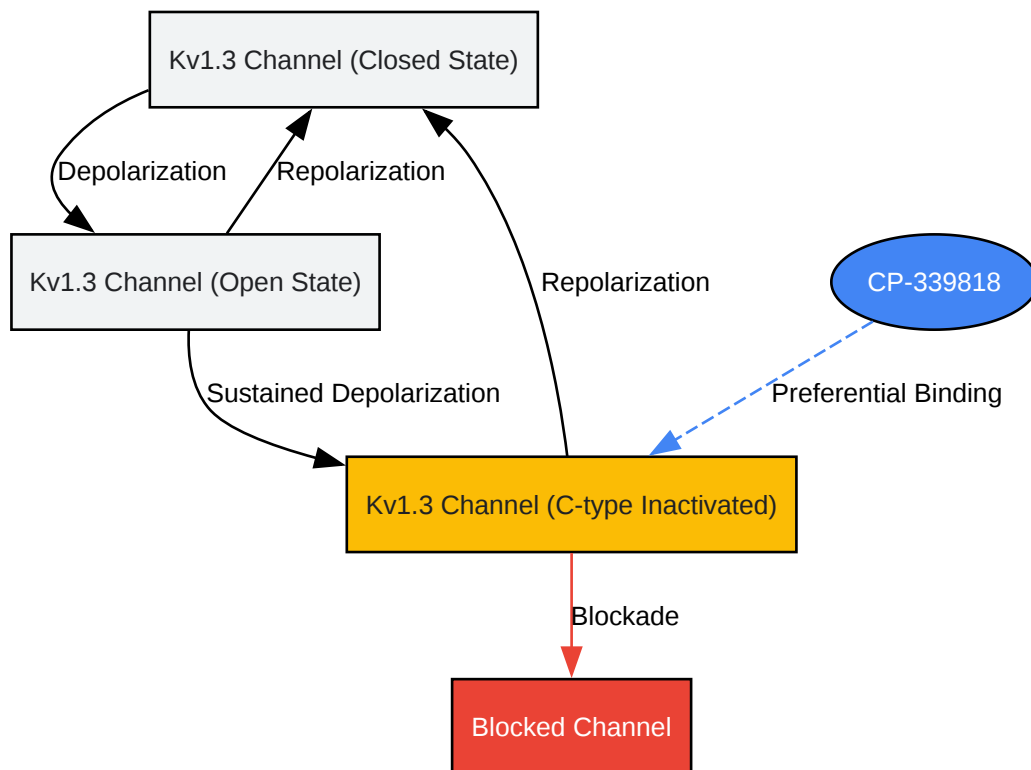 Kv1.3 Channel (Closed State)
Depolarization
Repolarization
Kv1.3 Channel (Open State)
Repolarization
CP-339818
Sustained Depolarization
Preferential Binding
Kv1.3 Channel (C-type Inactivated)
Blockade
Blocked Channel